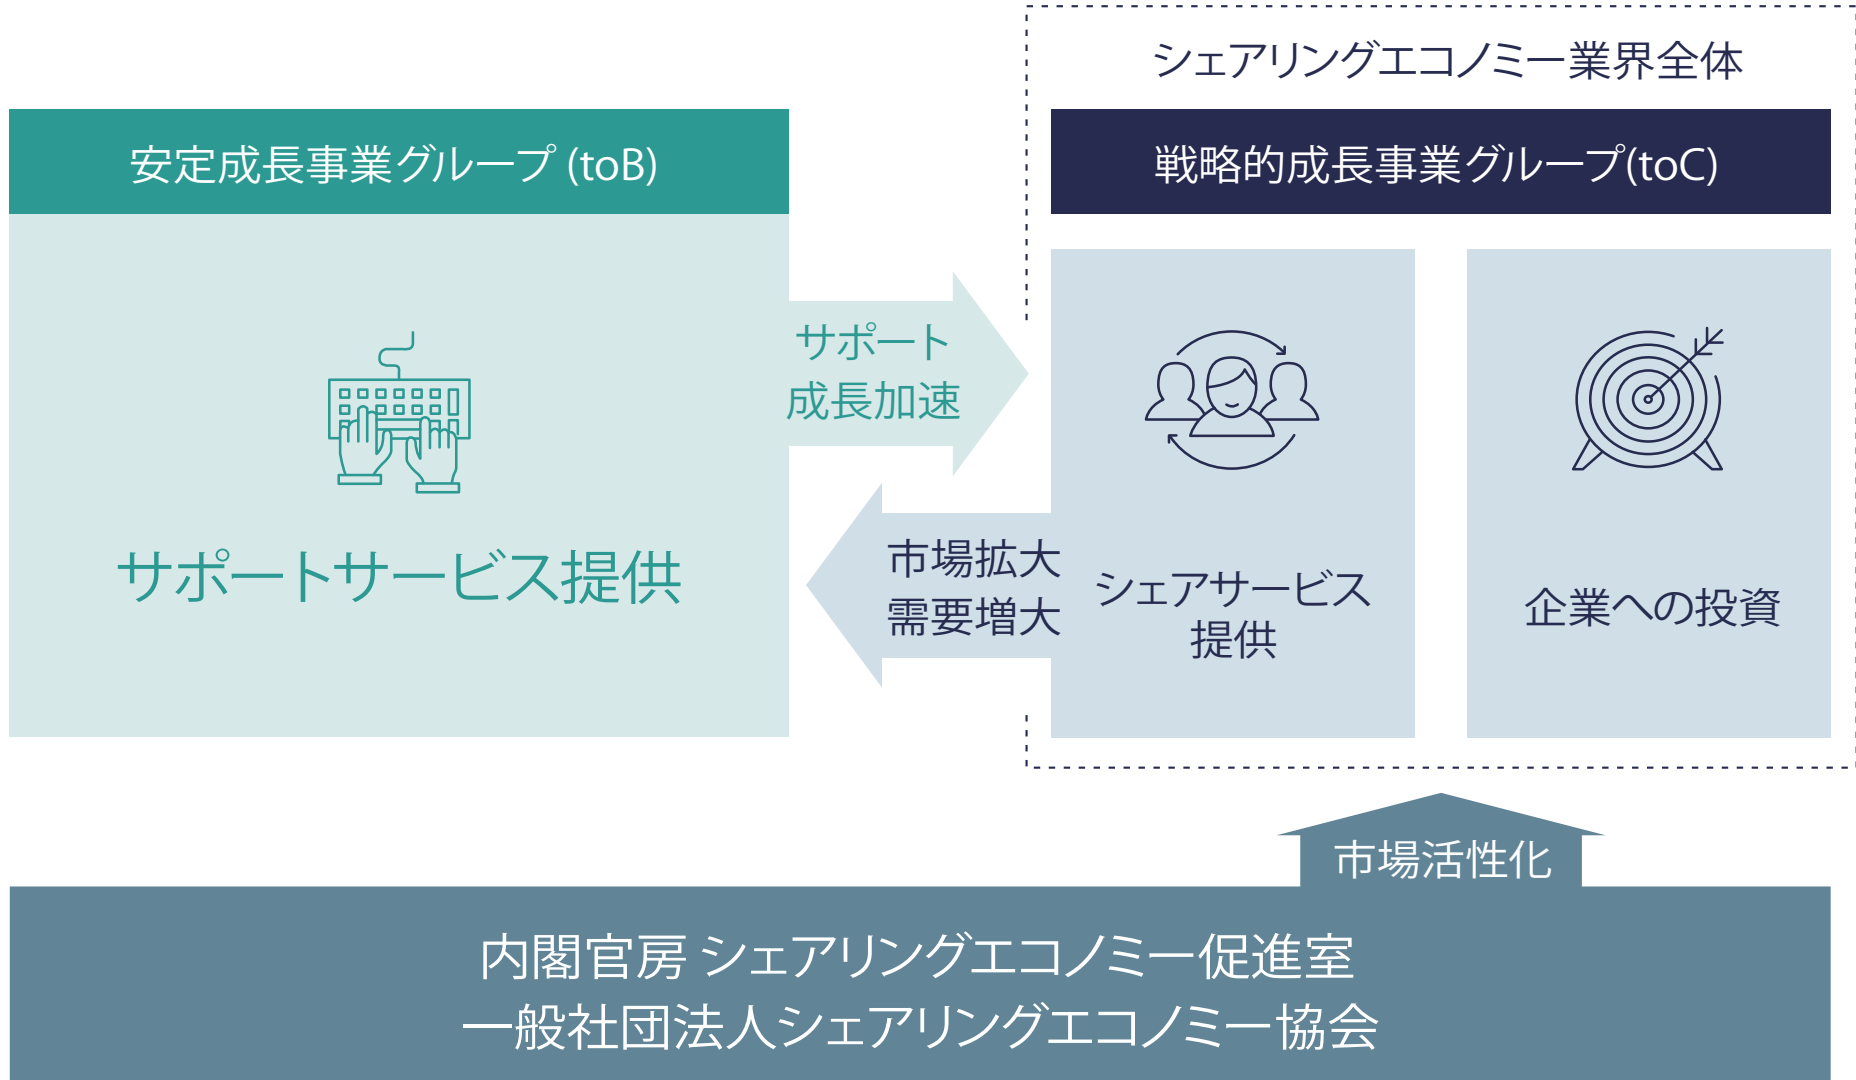 シェアリングエコノミー業界全体
安定成長事業グループ (toB)
戦略的成長事業グループ(toC)
サポート
成長加速
サポートサービス提供
市場拡大
需要増大
シェアサービス
提供
企業への投資
市場活性化
内閣官房 シェアリングエコノミー促進室
一般社団法人シェアリングエコノミー協会